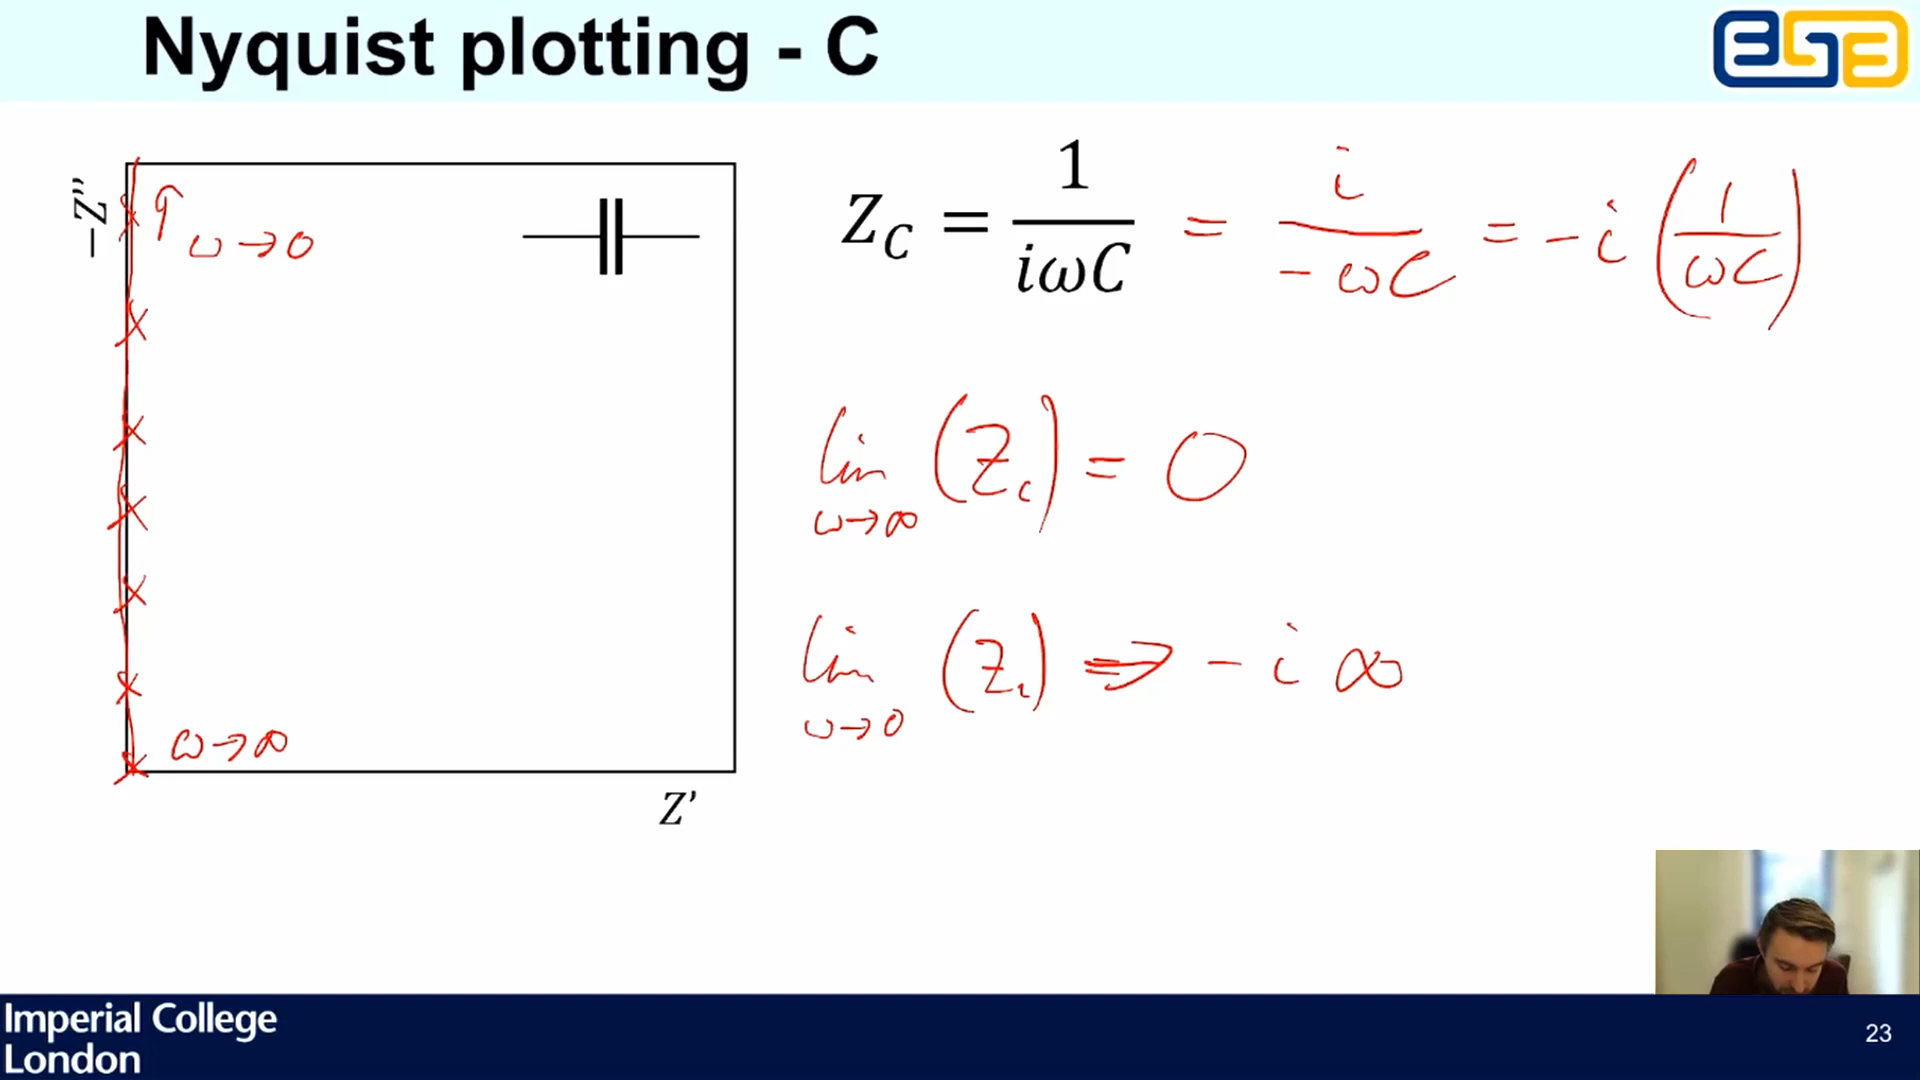 Nyquist plotting - C
ESE
−Z''
↑ ω→0
ω→∞
Z'
Z_C = 1/(iωC) = i/(-ωC) = -i (1/(ωC))
lim ω→∞ (Z_c) = 0
lim ω→0 (Z_c) ⇒ - i ∞
Imperial College
London
23